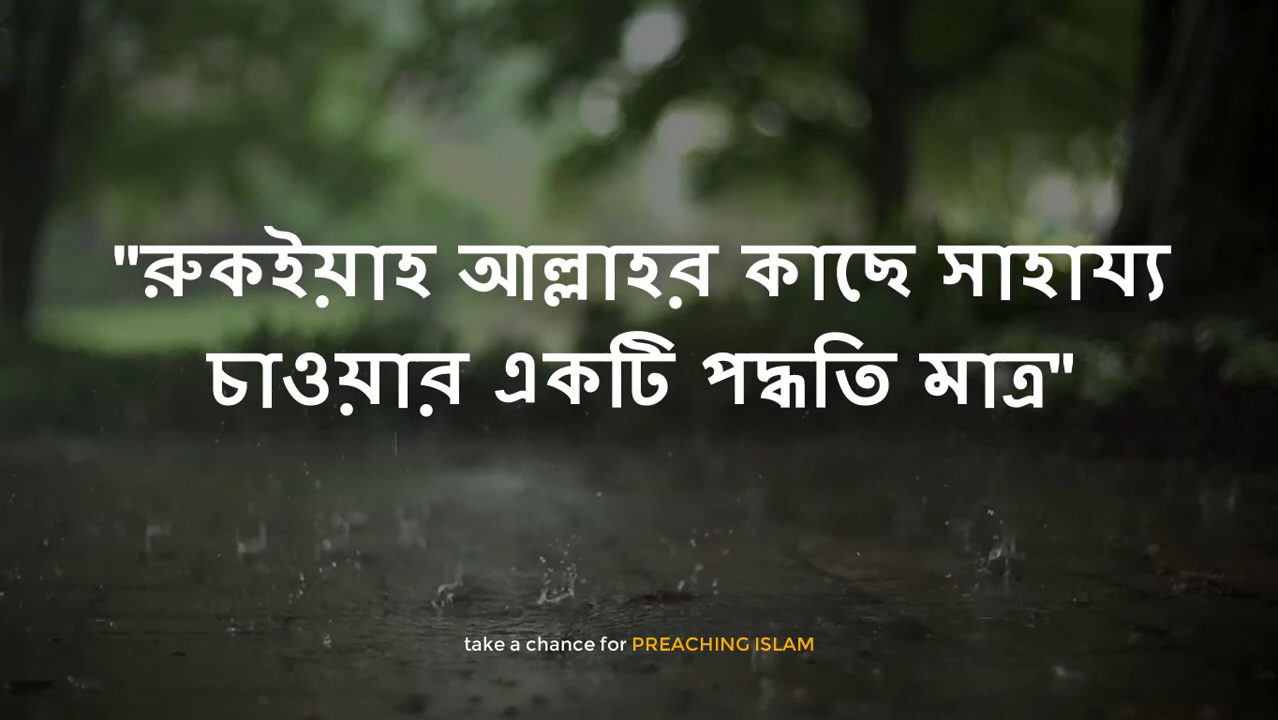 "রুকইয়াহ আল্লাহর কাছে সাহায্য
চাওয়ার একটি পদ্ধতি মাত্র"
take a chance for PREACHING ISLAM